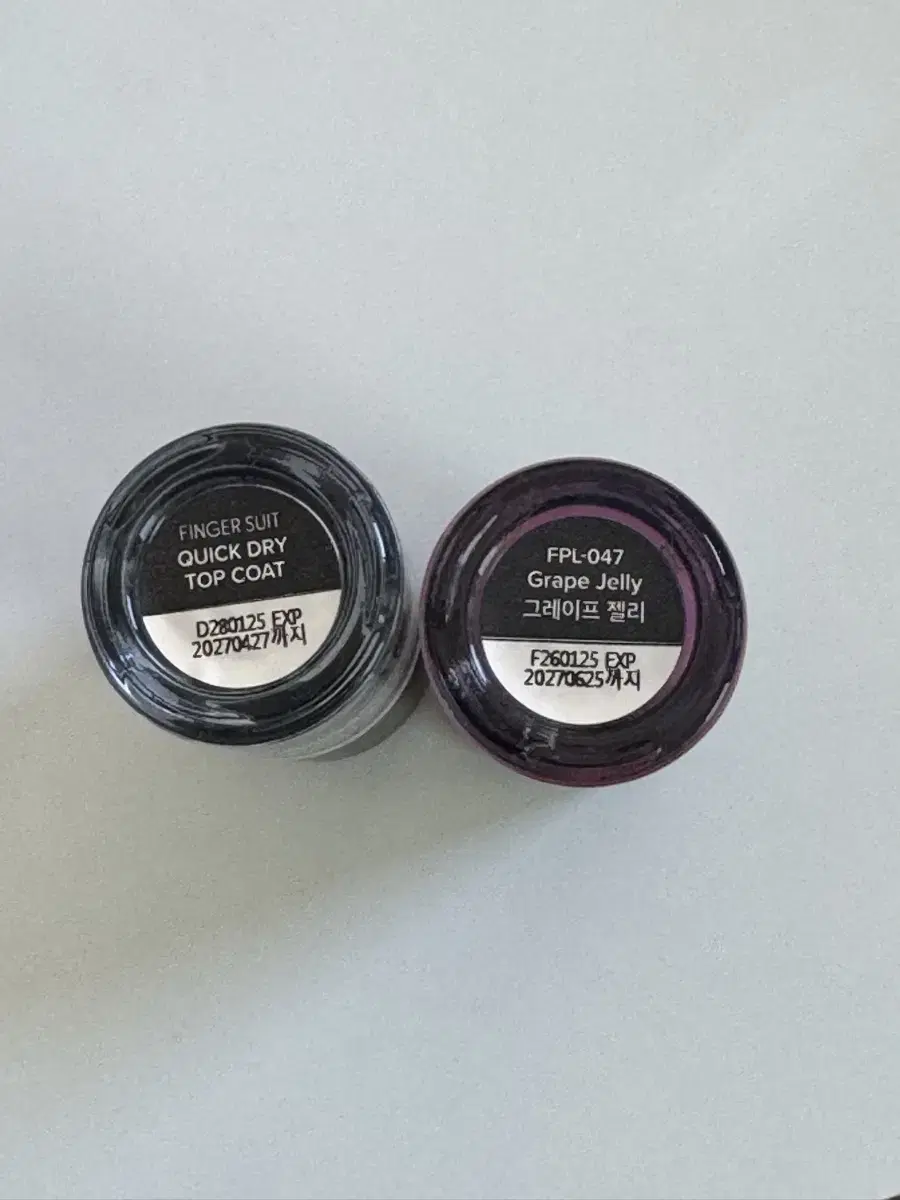 FINGER SUIT
QUICK DRY
TOP COAT
D280125 EXP
20270427까지
FPL-047
Grape Jelly
그레이프 젤리
F260125 EXP
20270625까지